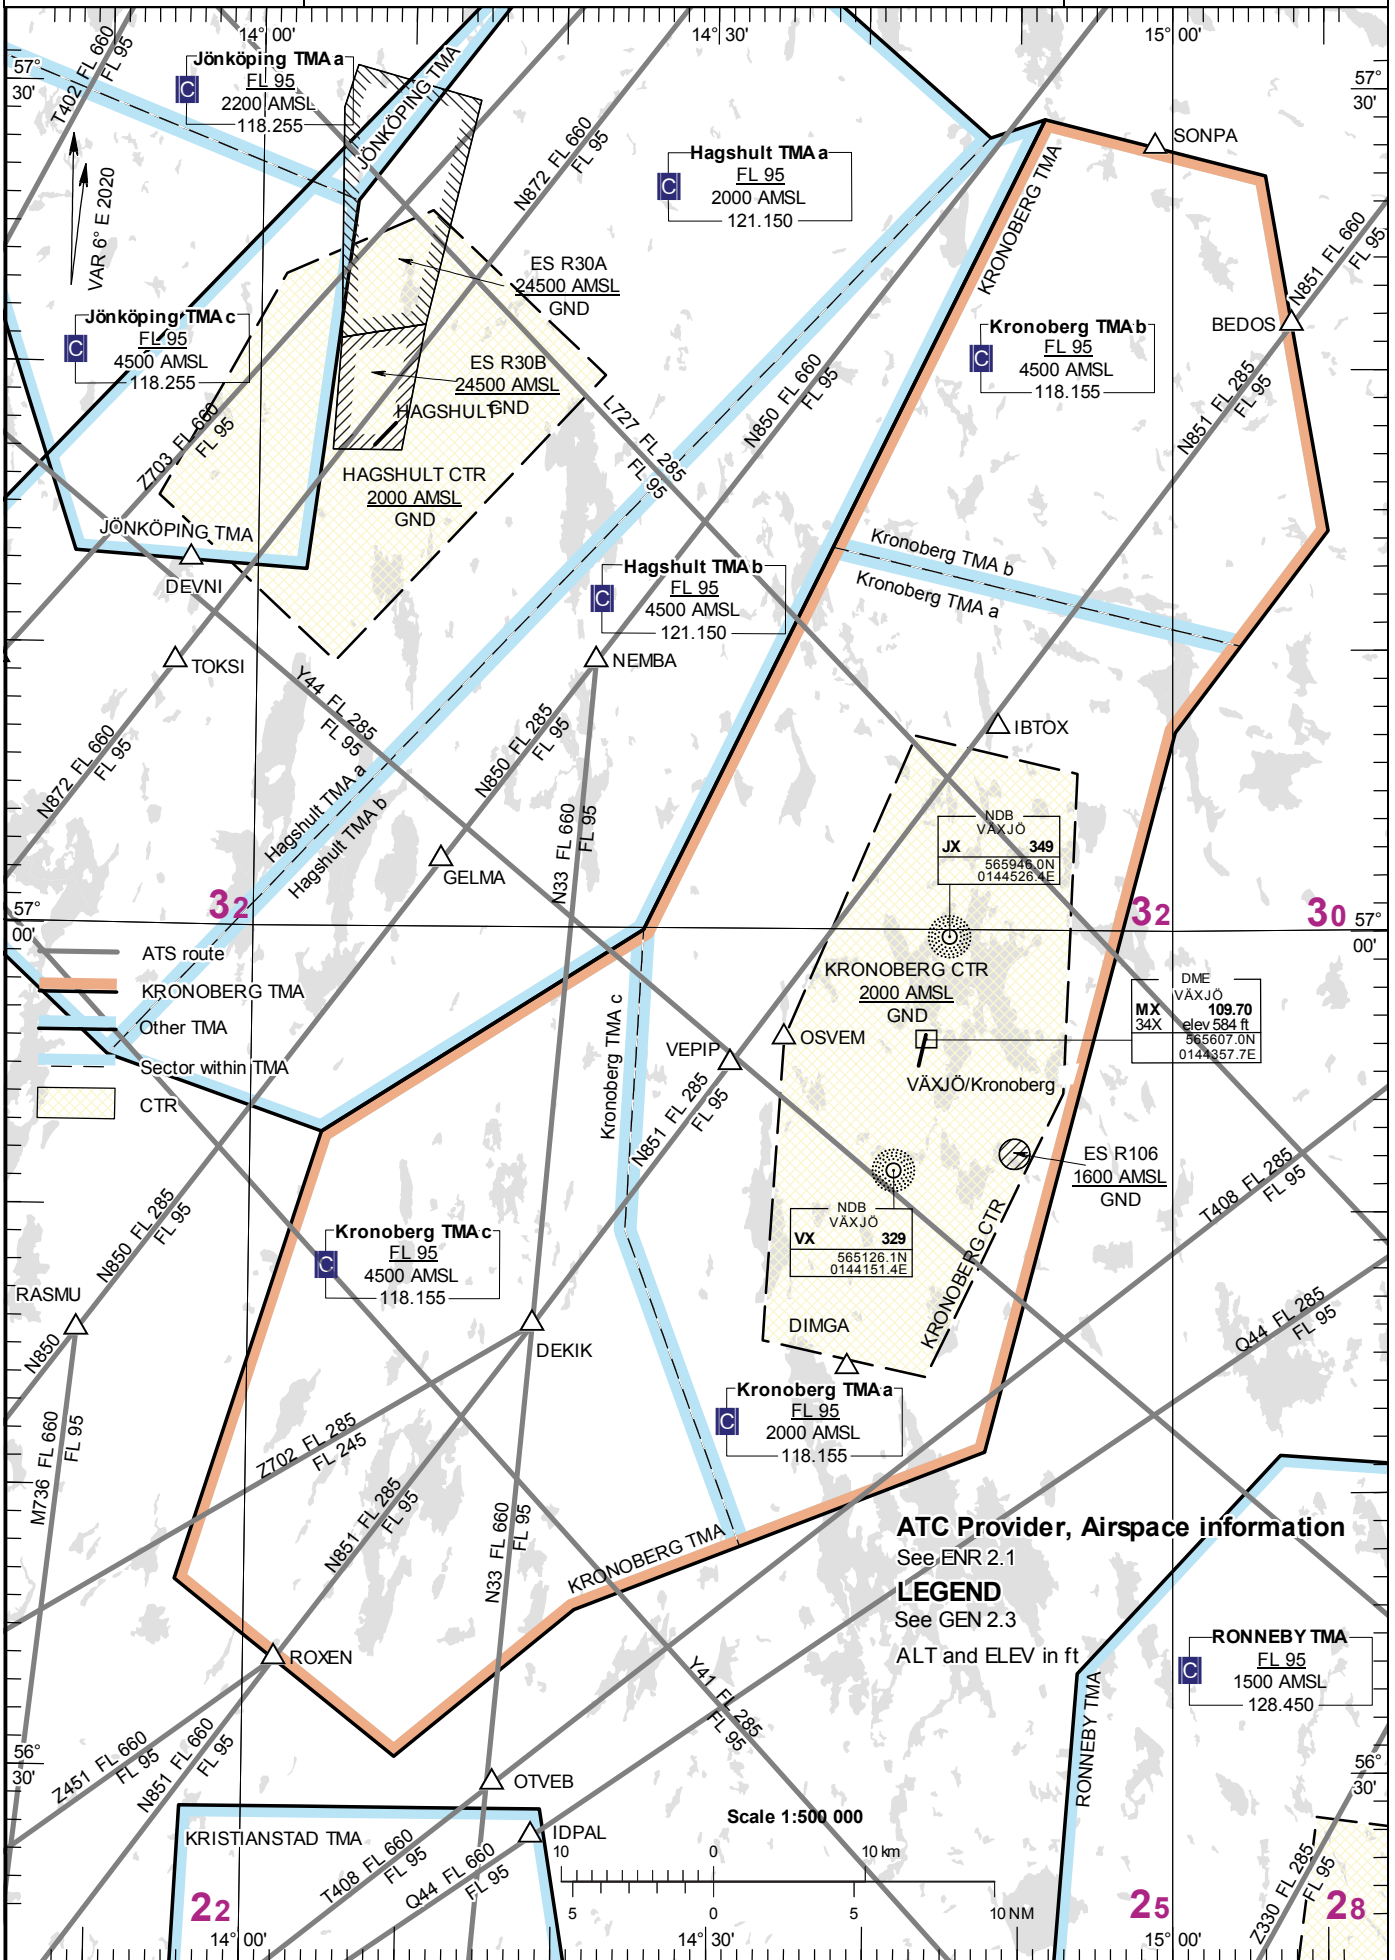 14°00'
14°30'
15°00'
57°
30'
57°
30'
T402 FL 660
FL 95
Jönköping TMA a
C
FL 95
2200 AMSL
118.255
JÖNKÖPING TMA
VAR 6° E 2020
N872 FL 660
FL 95
Hagshult TMA a
C
FL 95
2000 AMSL
121.150
SONPA
KRONOBERG TMA
N851 FL 660
FL 95
ES R30A
24500 AMSL
GND
Jönköping TMA c
C
FL 95
4500 AMSL
118.255
BEDOS
Kronoberg TMA b
C
FL 95
4500 AMSL
118.155
ES R30B
24500 AMSL
GND
HAGSHULT
N850 FL 660
FL 95
N851 FL 285
FL 95
L727 FL 285
FL 95
Z703 FL 660
FL 95
HAGSHULT CTR
2000 AMSL
GND
JÖNKÖPING TMA
DEVNI
Kronoberg TMA b
Kronoberg TMA a
Hagshult TMA b
C
FL 95
4500 AMSL
121.150
TOKSI
NEMBA
Y44 FL 285
FL 95
IBTOX
N872 FL 660
FL 95
N850 FL 285
FL 95
Hagshult TMA a
Hagshult TMA b
N33 FL 660
FL 95
NDB
VÄXJÖ
JX 349
565946.0N
0144526.4E
GELMA
32
32
30
57°
00'
57°
00'
ATS route
KRONOBERG TMA
Other TMA
Sector within TMA
CTR
KRONOBERG CTR
2000 AMSL
GND
DME
VÄXJÖ
MX 109.70
34X elev 584 ft
565607.0N
0144357.7E
Kronoberg TMA c
VEPIP
OSVEM
VÄXJÖ/Kronoberg
N851 FL 285
FL 95
ES R106
1600 AMSL
GND
T408 FL 285
FL 95
N850 FL 285
FL 95
NDB
VÄXJÖ
VX 329
565126.1N
0144151.4E
KRONOBERG CTR
Kronoberg TMA c
C
FL 95
4500 AMSL
118.155
RASMU
N850
DEKIK
DIMGA
Q44 FL 285
FL 95
Kronoberg TMA a
C
FL 95
2000 AMSL
118.155
M736 FL 660
FL 95
Z702 FL 285
FL 245
N851 FL 285
FL 95
N33 FL 660
FL 95
KRONOBERG TMA
ATC Provider, Airspace information
See ENR 2.1
LEGEND
See GEN 2.3
ALT and ELEV in ft
ROXEN
Y41 FL 285
FL 95
RONNEBY TMA
C
FL 95
1500 AMSL
128.450
RONNEBY TMA
56°
30'
56°
30'
Z451 FL 660
FL 95
N851 FL 660
FL 95
OTVEB
IDPAL
KRISTIANSTAD TMA
T408 FL 660
FL 95
Q44 FL 660
FL 95
Scale 1:500 000
10 0 10 km
5 0 5 10 NM
Z330 FL 285
FL 95
22
25
28
14°00'
14°30'
15°00'